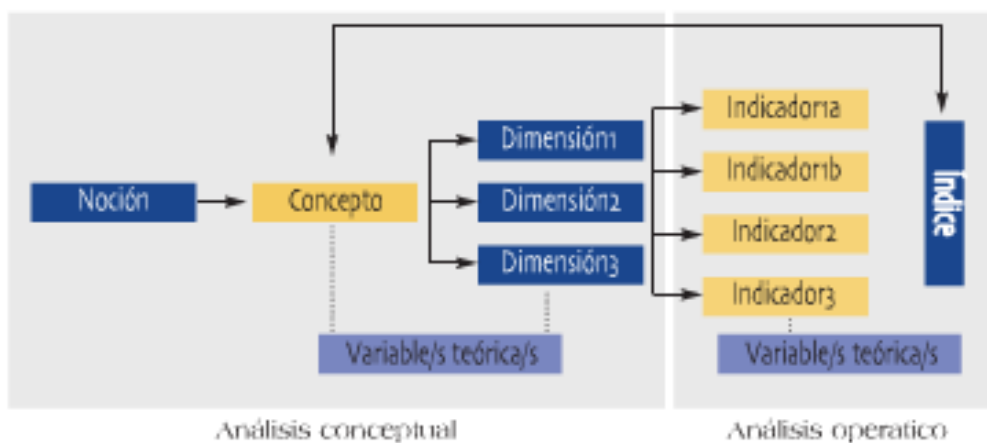 Noción
Concepto
Dimensión1
Dimensión2
Dimensión3
Variable/s teórica/s
Indicador1a
Indicador1b
Indicador2
Indicador3
Variable/s teórica/s
Índice
Análisis conceptual
Análisis operatico